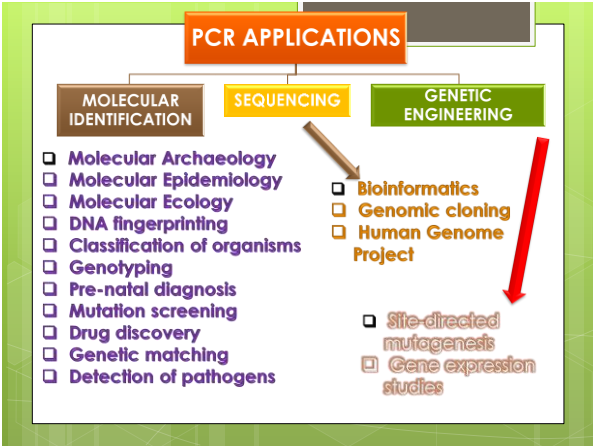 PCR APPLICATIONS
MOLECULAR
IDENTIFICATION
SEQUENCING
GENETIC
ENGINEERING
Molecular Archaeology
Molecular Epidemiology
Molecular Ecology
DNA fingerprinting
Classification of organisms
Genotyping
Pre-natal diagnosis
Mutation screening
Drug discovery
Genetic matching
Detection of pathogens
Bioinformatics
Genomic cloning
Human Genome
Project
Site-directed
mutagenesis
Gene expression
studies